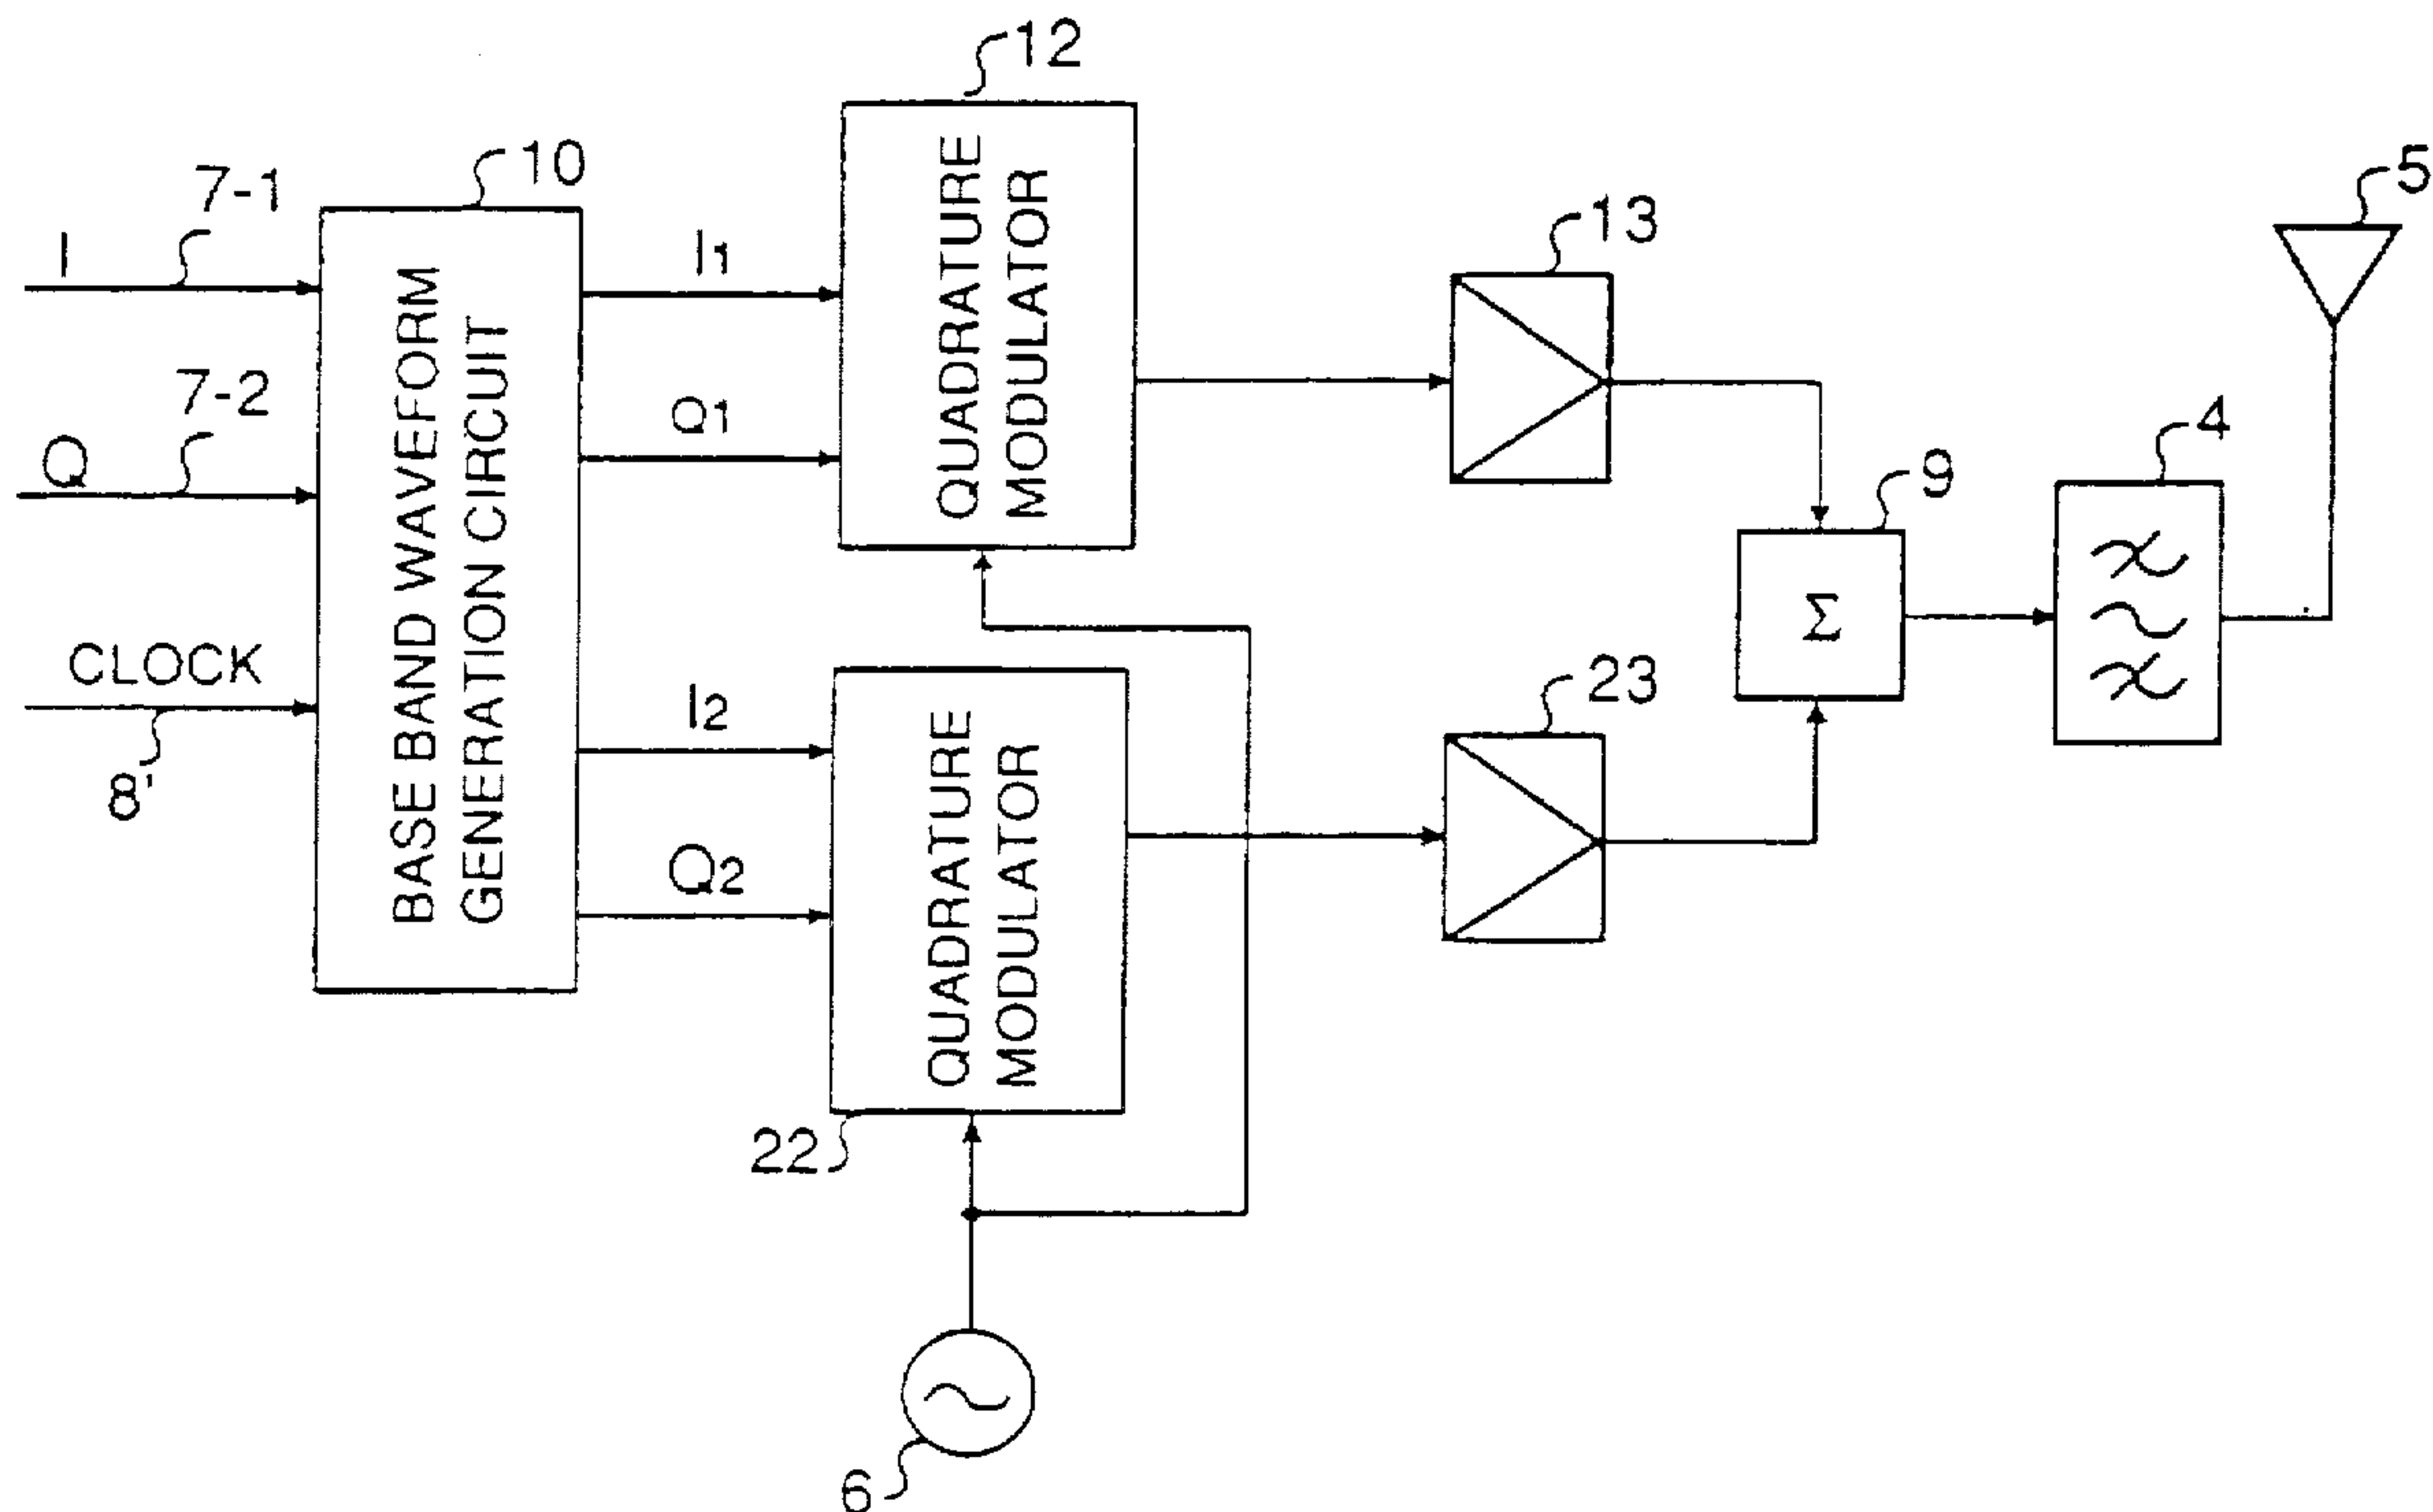 12
10
7-1
I
I1
QUADRATURE
MODULATOR
13
5
7-2
Q
Q1
BASE BAND WAVEFORM
GENERATION CIRCUIT
4
9
Σ
CLOCK
8
I2
Q2
QUADRATURE
MODULATOR
23
22
6